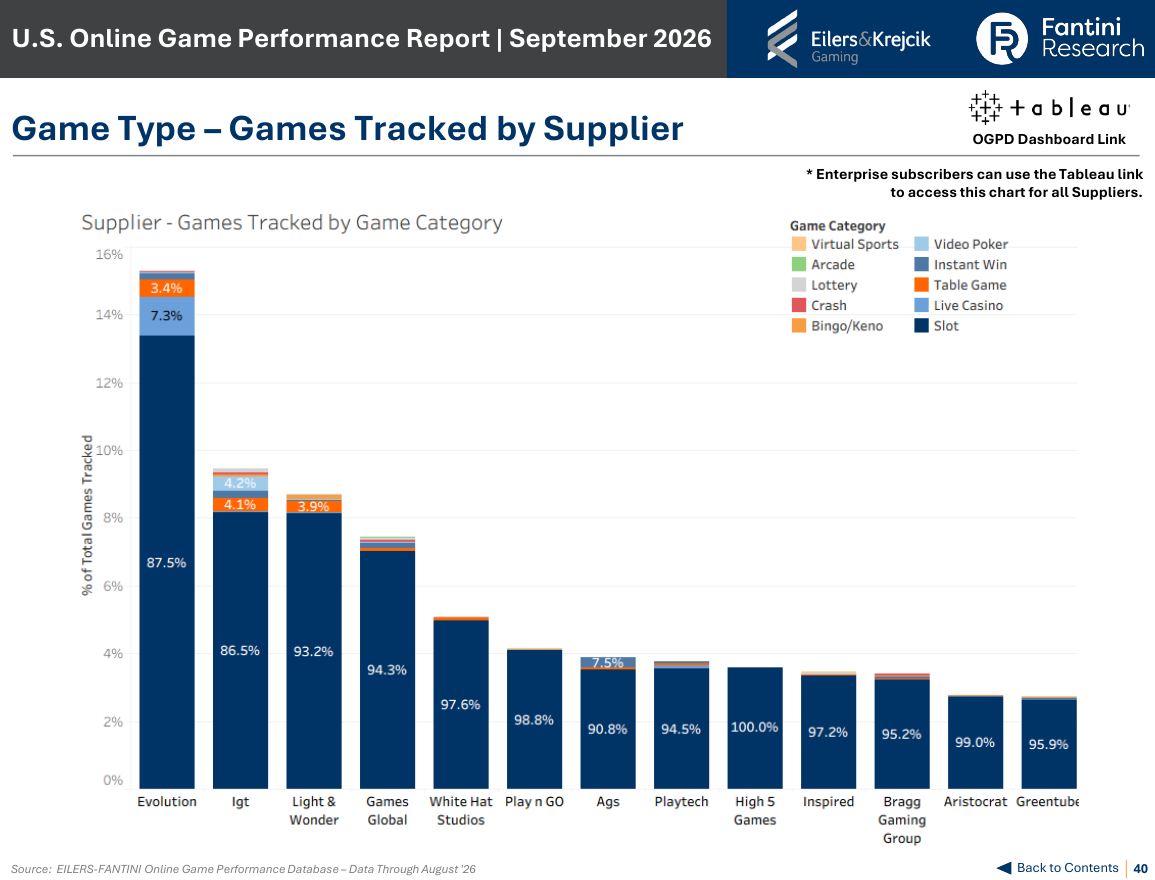 U.S. Online Game Performance Report | September 2026
Eilers&Krejcik
Gaming
Fantini
Research
Game Type – Games Tracked by Supplier
+ a b | e a u
OGPD Dashboard Link
* Enterprise subscribers can use the Tableau link
to access this chart for all Suppliers.
Supplier - Games Tracked by Game Category
Game Category
Virtual Sports
Video Poker
Arcade
Instant Win
Lottery
Table Game
Crash
Live Casino
Bingo/Keno
Slot
% of Total Games Tracked
16%
14%
12%
10%
8%
6%
4%
2%
0%
3.4%
7.3%
87.5%
4.2%
4.1%
86.5%
3.9%
93.2%
94.3%
97.6%
98.8%
7.5%
90.8%
94.5%
100.0%
97.2%
95.2%
99.0%
95.9%
Evolution
Igt
Light &
Wonder
Games
Global
White Hat
Studios
Play n GO
Ags
Playtech
High 5
Games
Inspired
Bragg
Gaming
Group
Aristocrat
Greentube
Source: EILERS-FANTINI Online Game Performance Database – Data Through August '26
Back to Contents
40